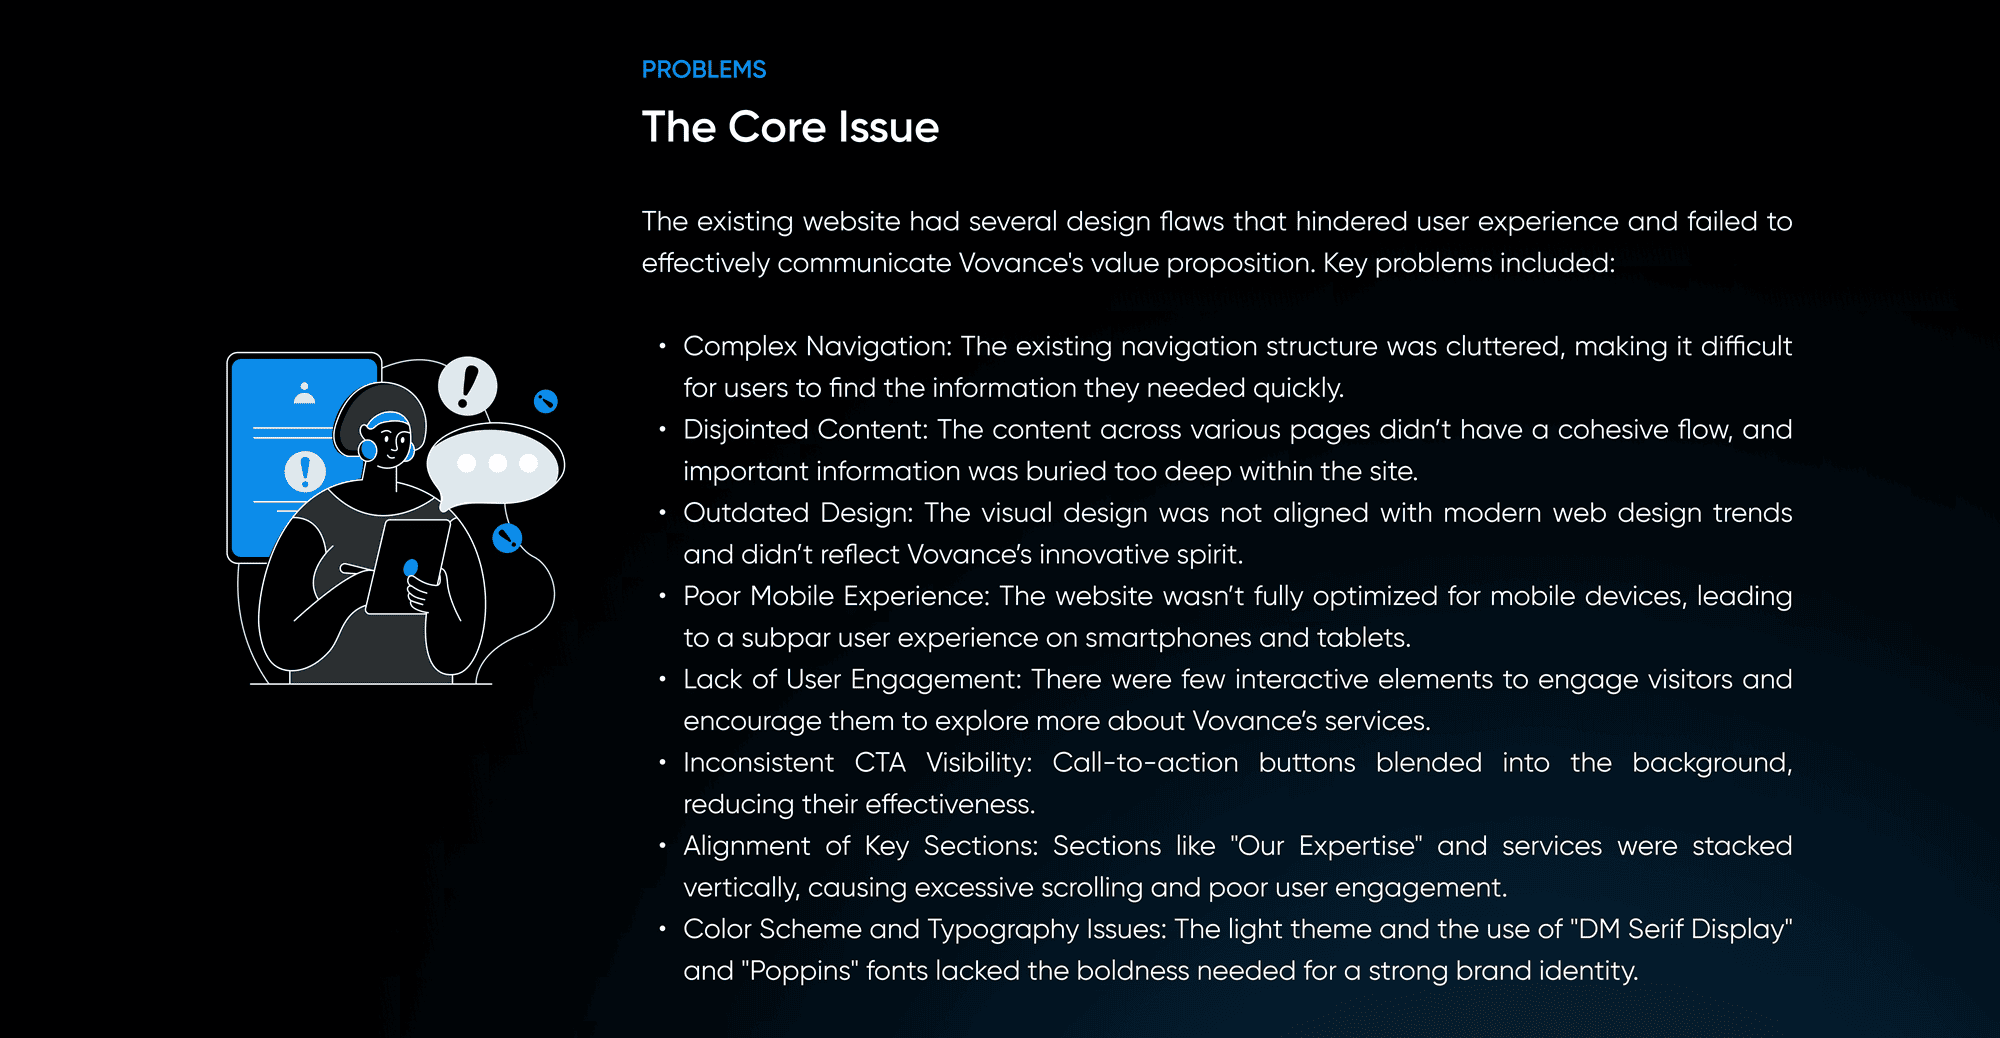 PROBLEMS
The Core Issue
The existing website had several design flaws that hindered user experience and failed to
effectively communicate Vovance's value proposition. Key problems included:
• Complex Navigation: The existing navigation structure was cluttered, making it difficult
for users to find the information they needed quickly.
• Disjointed Content: The content across various pages didn’t have a cohesive flow, and
important information was buried too deep within the site.
• Outdated Design: The visual design was not aligned with modern web design trends
and didn’t reflect Vovance’s innovative spirit.
• Poor Mobile Experience: The website wasn’t fully optimized for mobile devices, leading
to a subpar user experience on smartphones and tablets.
• Lack of User Engagement: There were few interactive elements to engage visitors and
encourage them to explore more about Vovance’s services.
• Inconsistent CTA Visibility: Call-to-action buttons blended into the background,
reducing their effectiveness.
• Alignment of Key Sections: Sections like "Our Expertise" and services were stacked
vertically, causing excessive scrolling and poor user engagement.
• Color Scheme and Typography Issues: The light theme and the use of "DM Serif Display"
and "Poppins" fonts lacked the boldness needed for a strong brand identity.